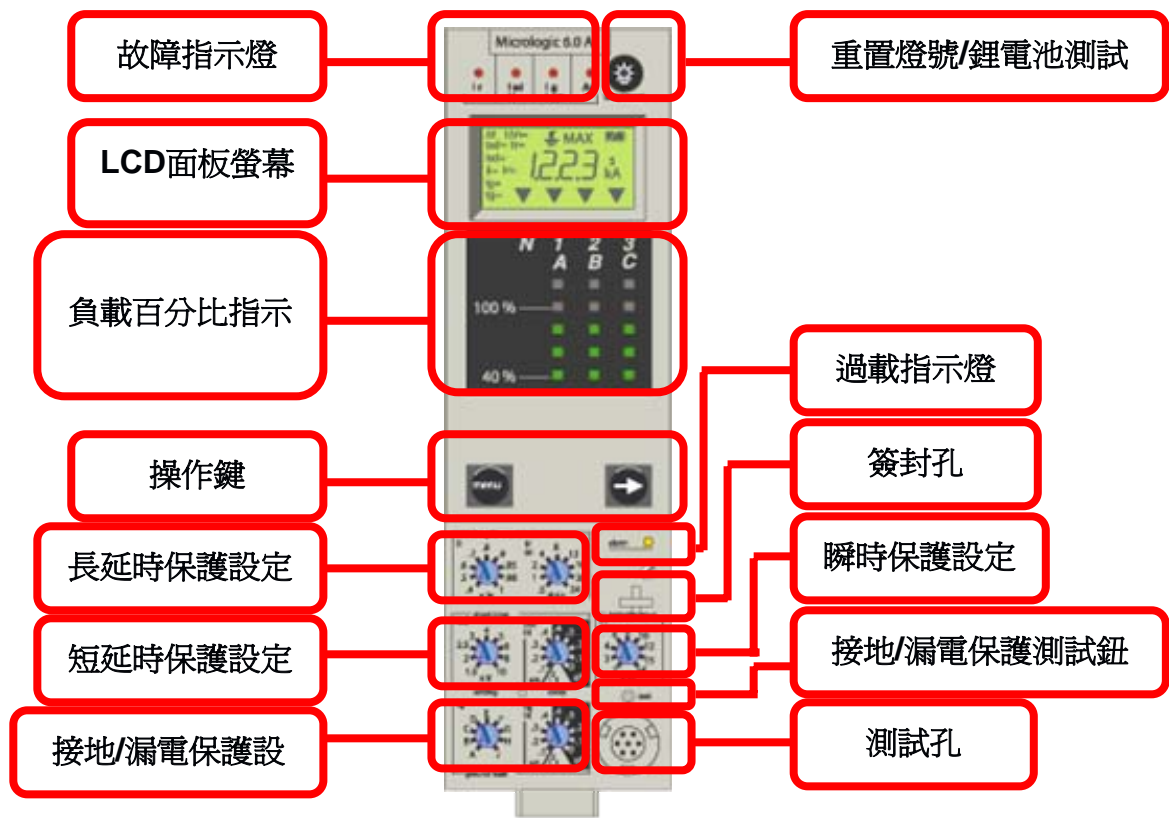 故障指示燈
重置燈號/鋰電池測試
Micrologic 6.0 A
LCD面板螢幕
MAX
kA
負載百分比指示
N 1 2 3
A B C
100 %
40 %
過載指示燈
操作鍵
menu
簽封孔
長延時保護設定
瞬時保護設定
短延時保護設定
接地/漏電保護測試鈕
接地/漏電保護設
測試孔